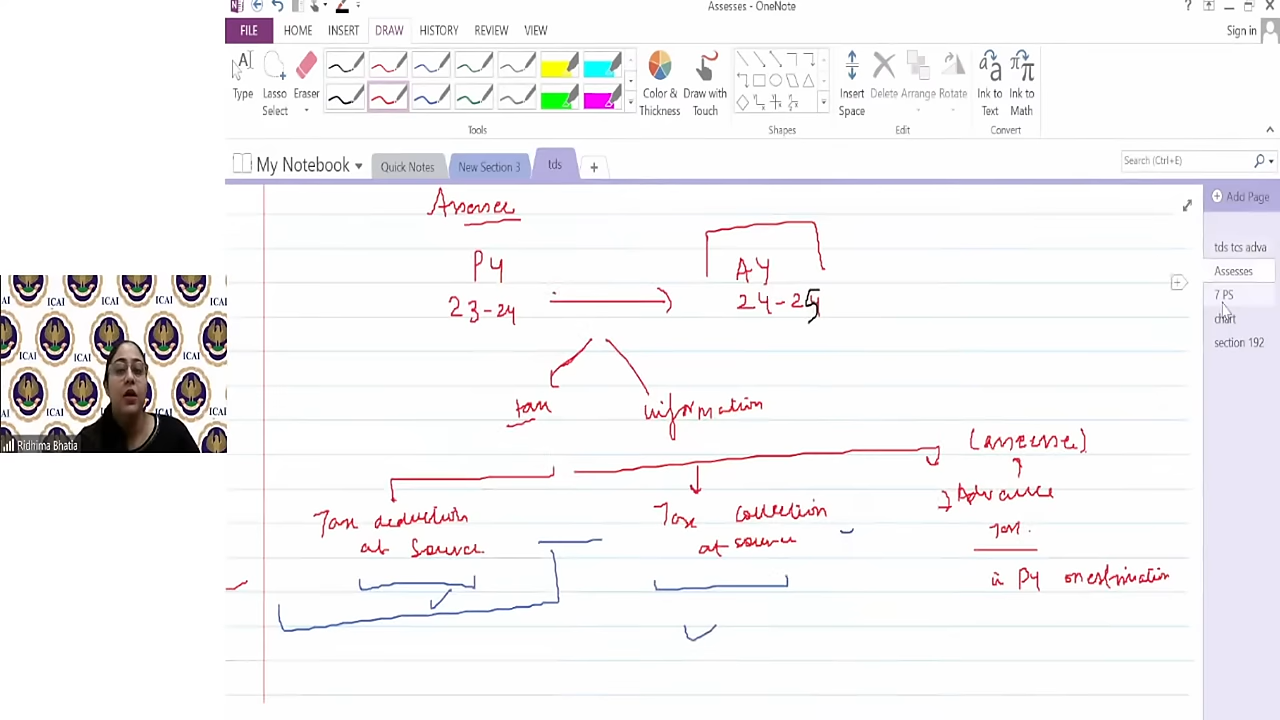 Assesses - OneNote
?
Sign in
FILE
HOME
INSERT
DRAW
HISTORY
REVIEW
VIEW
Type
Lasso Select
Eraser
Color & Thickness
Draw with Touch
Insert Space
Delete
Arrange
Rotate
Ink to Text
Ink to Math
Tools
Shapes
Edit
Convert
My Notebook
Quick Notes
New Section 3
tds
Search (Ctrl+E)
Add Page
tds tcs adva
Assesses
7 PS
chart
section 192
Assessee
PY
AY
23-24
24-25
tax
information
(assessee)
Tax deduction
at source
Tax collection
at source
Advance
Tax.
in PY on estimation
ICAI
Ridhima Bhatia